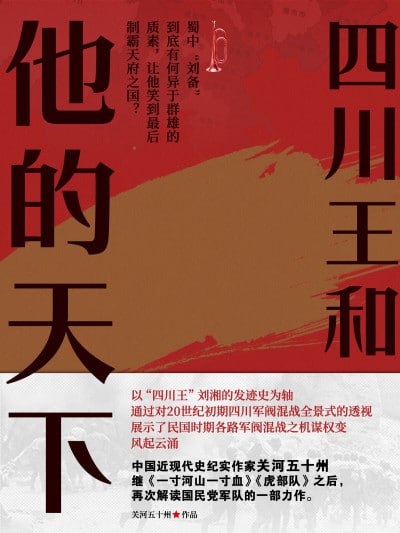 四川王和
他的天下
蜀中“刘备”
到底有何异于群雄的
质素，让他笑到最后
制霸天府之国？
以“四川王”刘湘的发迹史为轴
通过对20世纪初期四川军阀混战全景式的透视
展示了民国时期各路军阀混战之机谋权变
风起云涌
中国近现代史纪实作家关河五十州
继《一寸河山一寸血》《虎部队》之后，
再次解读国民党军队的一部力作。
关河五十州★作品